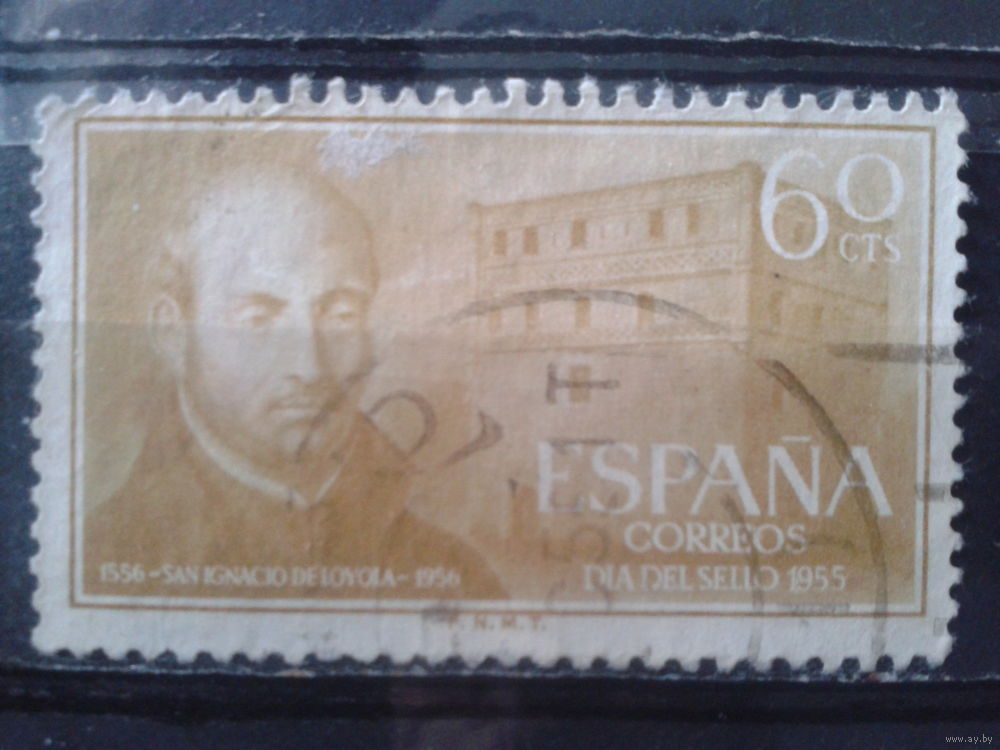 60
CTS
ESPAÑA
CORREOS
1556-SAN IGNACIO DE LOYOLA-1956
DIA DEL SELLO 1955
F. N. M. T.
www.ay.by